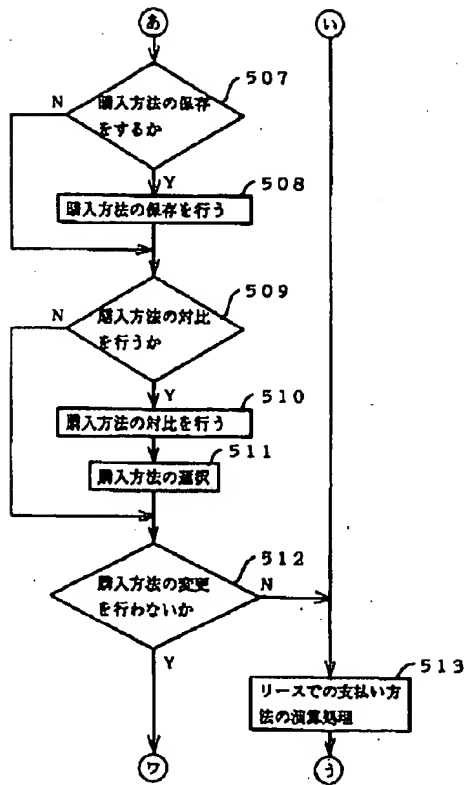 あ
い
507
N
購入方法の保存
をするか
Y
508
購入方法の保存を行う
509
N
購入方法の対比
を行うか
Y
510
購入方法の対比を行う
511
購入方法の選択
512
購入方法の変更
を行わないか
N
Y
513
リースでの支払い方
法の演算処理
ワ
う